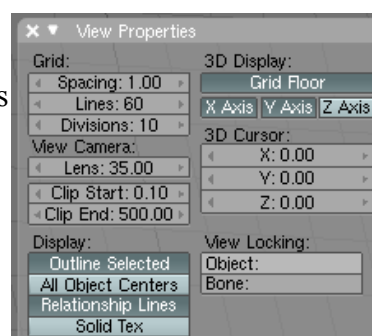 View Properties
Grid:
Spacing: 1.00
Lines: 60
Divisions: 10
View Camera:
Lens: 35.00
Clip Start: 0.10
Clip End: 500.00
Display:
Outline Selected
All Object Centers
Relationship Lines
Solid Tex
3D Display:
Grid Floor
X Axis Y Axis Z Axis
3D Cursor:
X: 0.00
Y: 0.00
Z: 0.00
View Locking:
Object:
Bone:
s